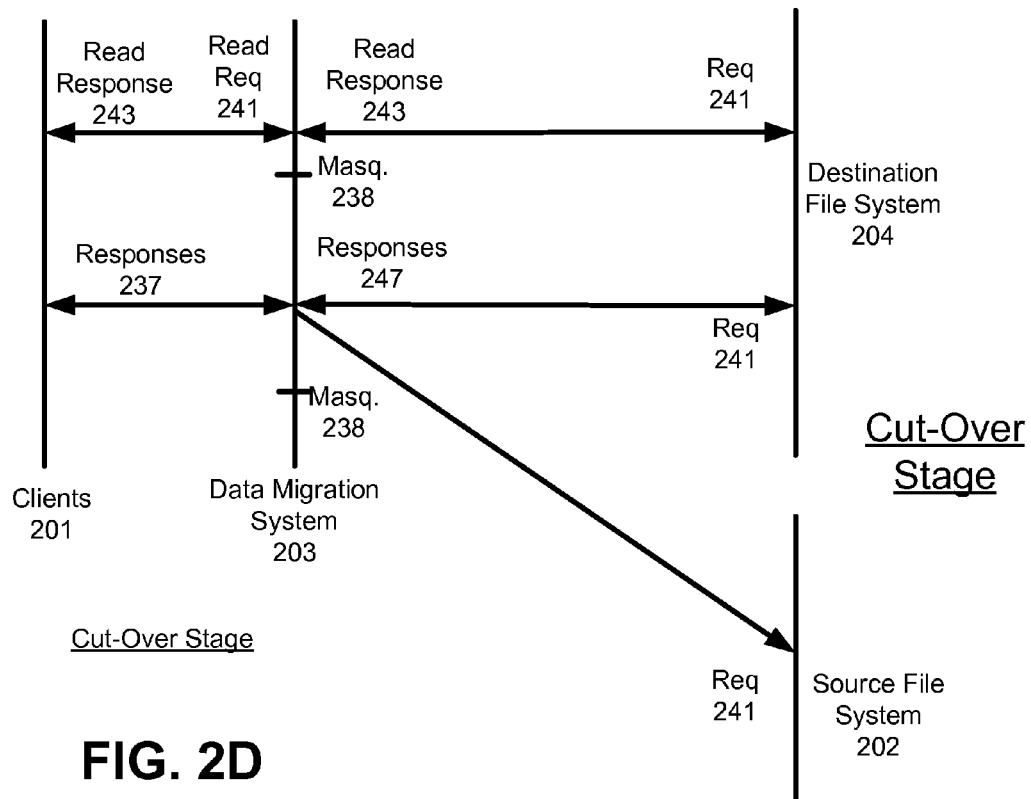 Read
Response
243
Read
Req
241
Read
Response
243
Req
241
Masq.
238
Destination
File System
204
Responses
237
Responses
247
Req
241
Masq.
238
Cut-Over
Stage
Clients
201
Data Migration
System
203
Cut-Over Stage
Req
241
Source File
System
202
FIG. 2D